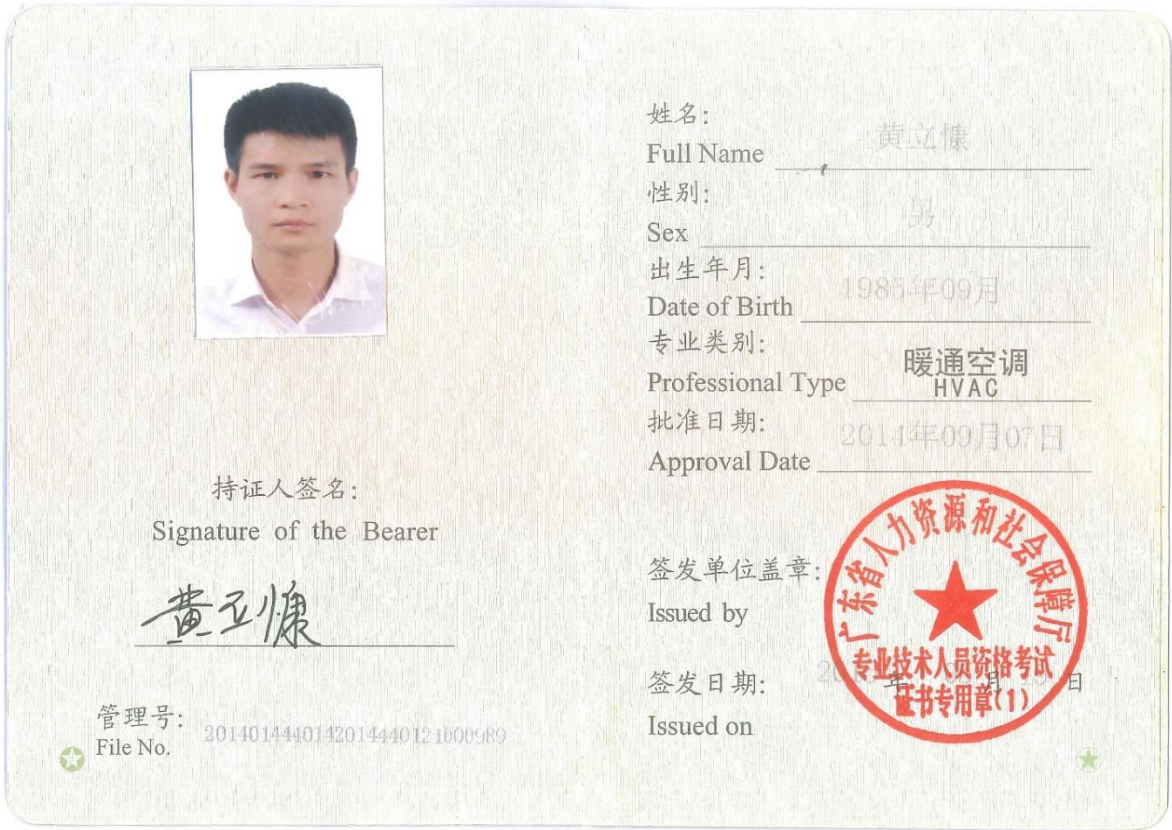 持证人签名:
Signature of the Bearer
黄立慷
管理号:
File No. 2014014440142014440121000989
姓名:
Full Name 黄立慷
性别:
Sex 男
出生年月:
Date of Birth 1985年09月
专业类别:
Professional Type 暖通空调
HVAC
批准日期:
Approval Date 2014年09月07日
签发单位盖章:
Issued by
签发日期: 年 月 日
Issued on
广东省人力资源和社会保障厅
专业技术人员资格考试
证书专用章(1)